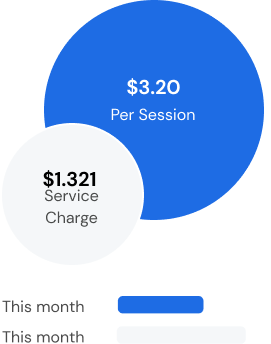 $3.20
Per Session
$1.321
Service
Charge
This month
This month